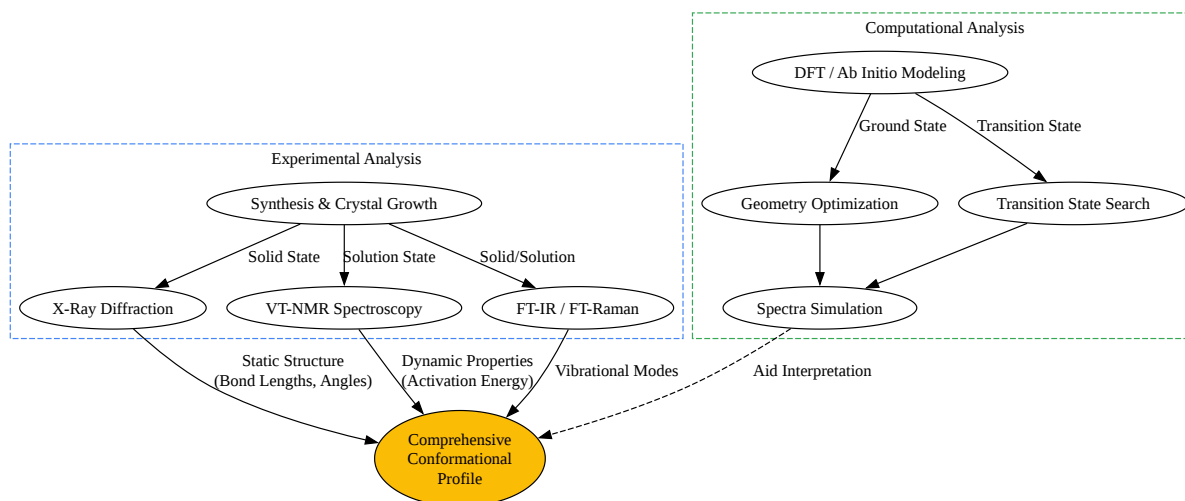 Computational Analysis
DFT / Ab Initio Modeling
Ground State
Transition State
Experimental Analysis
Synthesis & Crystal Growth
Geometry Optimization
Transition State Search
Solid State
Solution State
Solid/Solution
X-Ray Diffraction
VT-NMR Spectroscopy
FT-IR / FT-Raman
Spectra Simulation
Static Structure
(Bond Lengths, Angles)
Dynamic Properties
(Activation Energy)
Vibrational Modes
Aid Interpretation
Comprehensive
Conformational
Profile